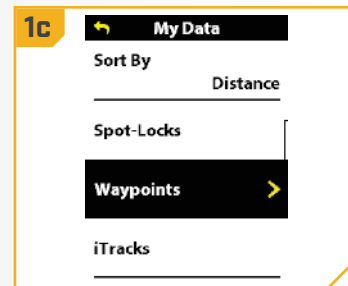 1c
My Data
Sort By
Distance
Spot-Locks
Waypoints
iTracks